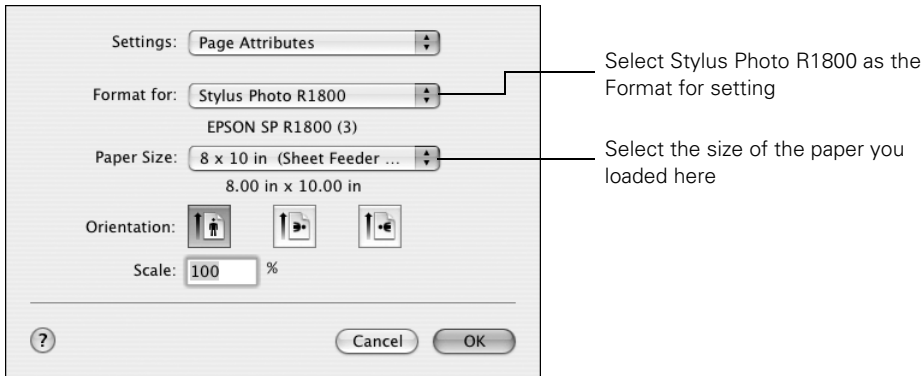 Settings: Page Attributes
Format for: Stylus Photo R1800
EPSON SP R1800 (3)
Paper Size: 8 x 10 in (Sheet Feeder ...
8.00 in x 10.00 in
Orientation:
Scale: 100 %
?
Cancel OK
Select Stylus Photo R1800 as the
Format for setting
Select the size of the paper you
loaded here